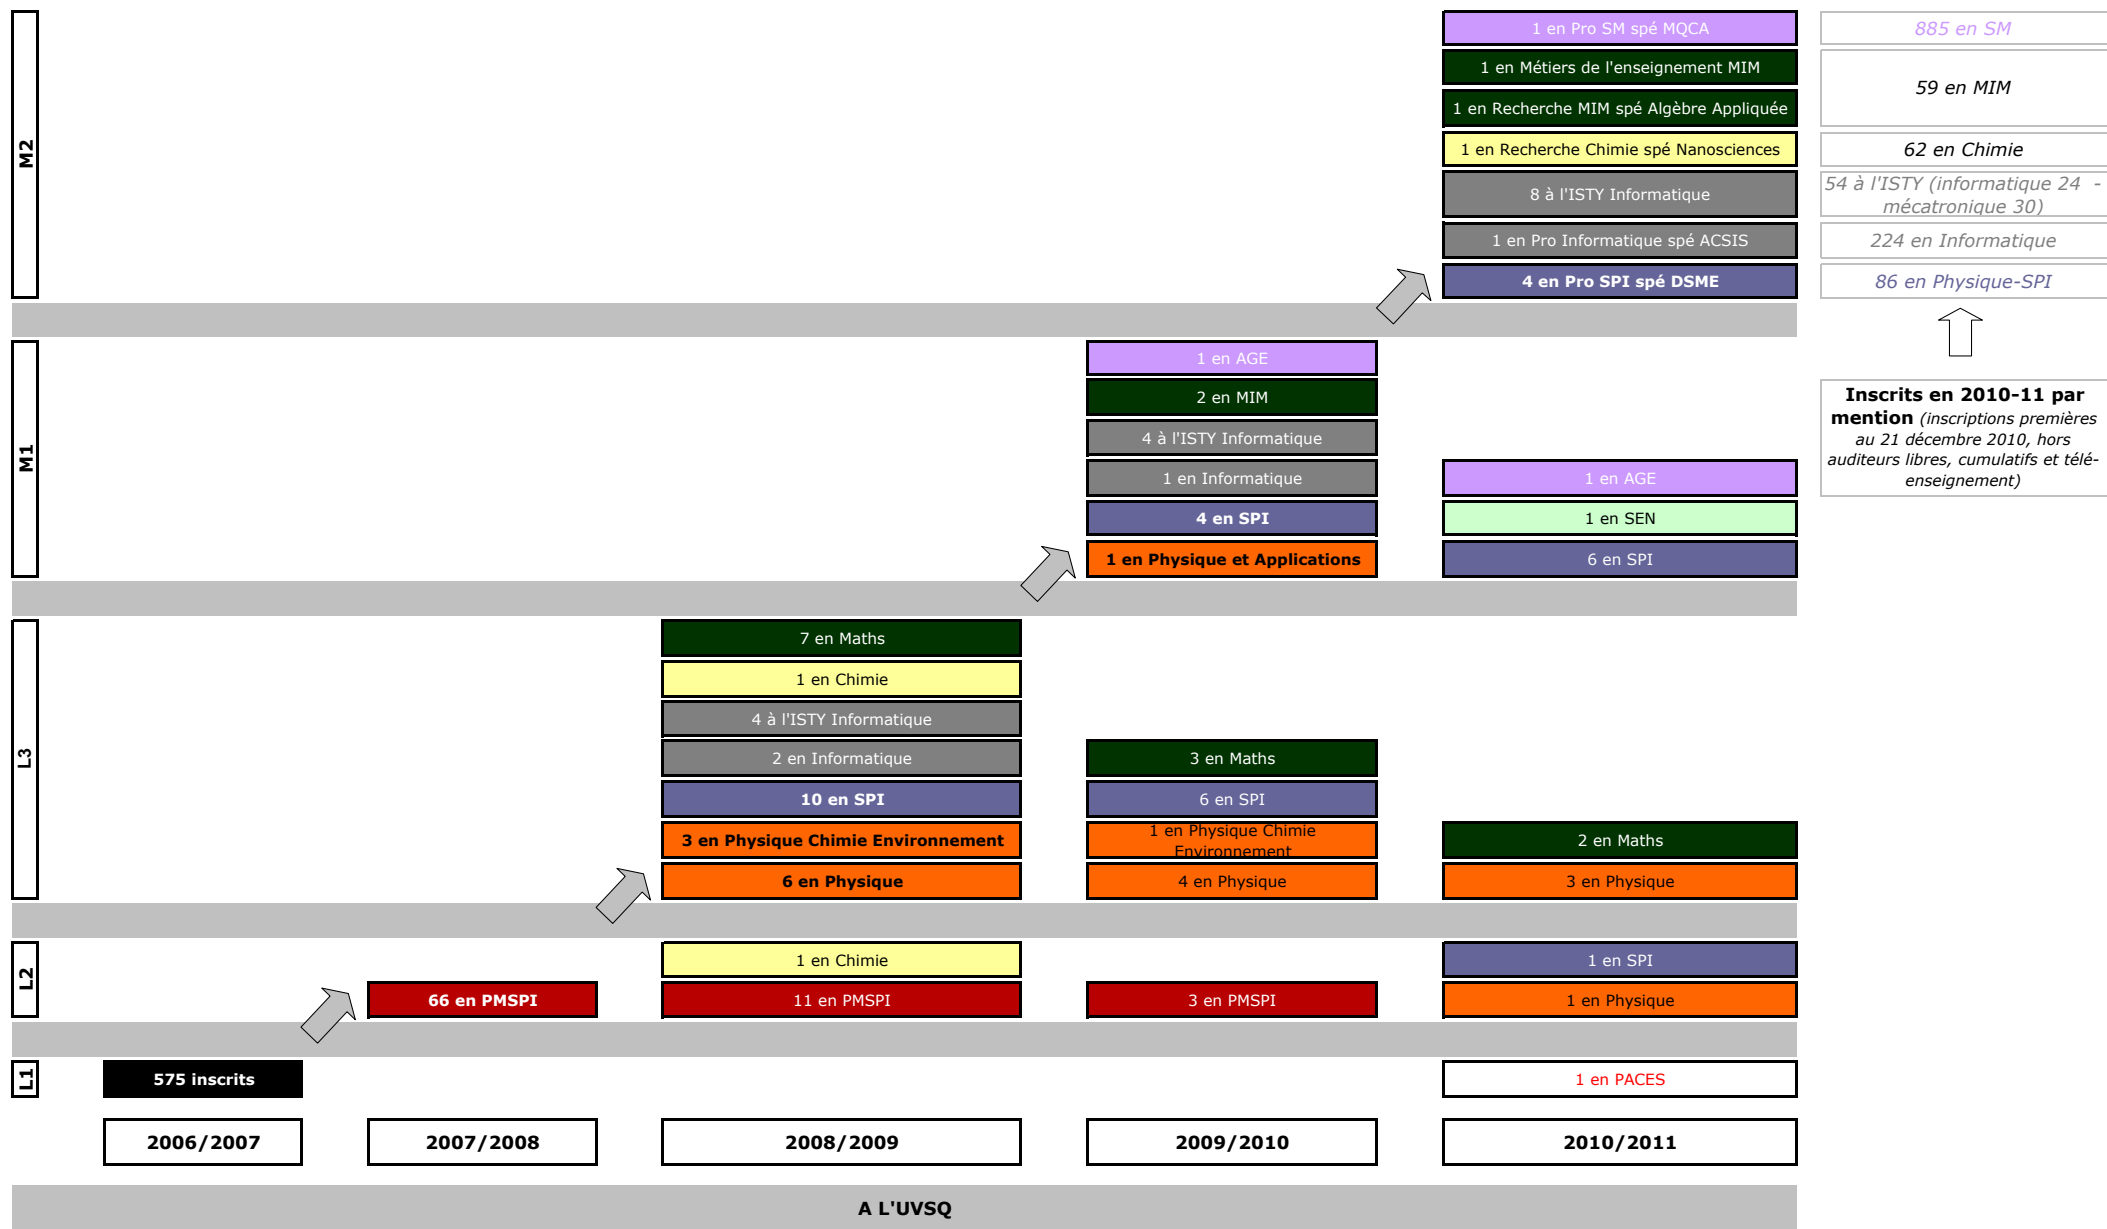 M2
1 en Pro SM spé MQCA
885 en SM
1 en Métiers de l'enseignement MIM
59 en MIM
1 en Recherche MIM spé Algèbre Appliquée
1 en Recherche Chimie spé Nanosciences
62 en Chimie
8 à l'ISTY Informatique
54 à l'ISTY (informatique 24 -
mécatronique 30)
1 en Pro Informatique spé ACSIS
224 en Informatique
4 en Pro SPI spé DSME
86 en Physique-SPI
M1
1 en AGE
2 en MIM
4 à l'ISTY Informatique
1 en Informatique
4 en SPI
1 en Physique et Applications
1 en AGE
1 en SEN
6 en SPI
Inscrits en 2010-11 par
mention (inscriptions premières
au 21 décembre 2010, hors
auditeurs libres, cumulatifs et télé-
enseignement)
L3
7 en Maths
1 en Chimie
4 à l'ISTY Informatique
2 en Informatique
10 en SPI
3 en Physique Chimie Environnement
6 en Physique
3 en Maths
6 en SPI
1 en Physique Chimie
Environnement
4 en Physique
2 en Maths
3 en Physique
L2
66 en PMSPI
1 en Chimie
11 en PMSPI
3 en PMSPI
1 en SPI
1 en Physique
L1
575 inscrits
1 en PACES
2006/2007
2007/2008
2008/2009
2009/2010
2010/2011
A L'UVSQ